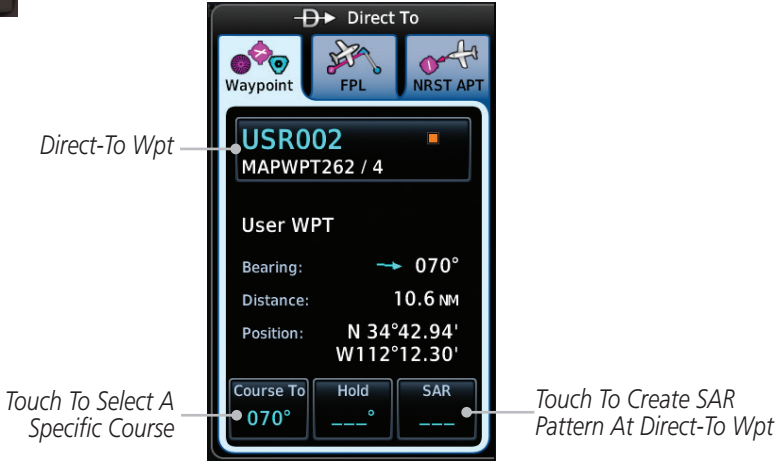 Direct To
Waypoint
FPL
NRST APT
Direct-To Wpt
USR002
MAPWPT262 / 4
User WPT
Bearing: 070°
Distance: 10.6 NM
Position: N 34°42.94'
W112°12.30'
Touch To Select A
Specific Course
Course To
070°
Hold
___°
SAR
___
Touch To Create SAR
Pattern At Direct-To Wpt